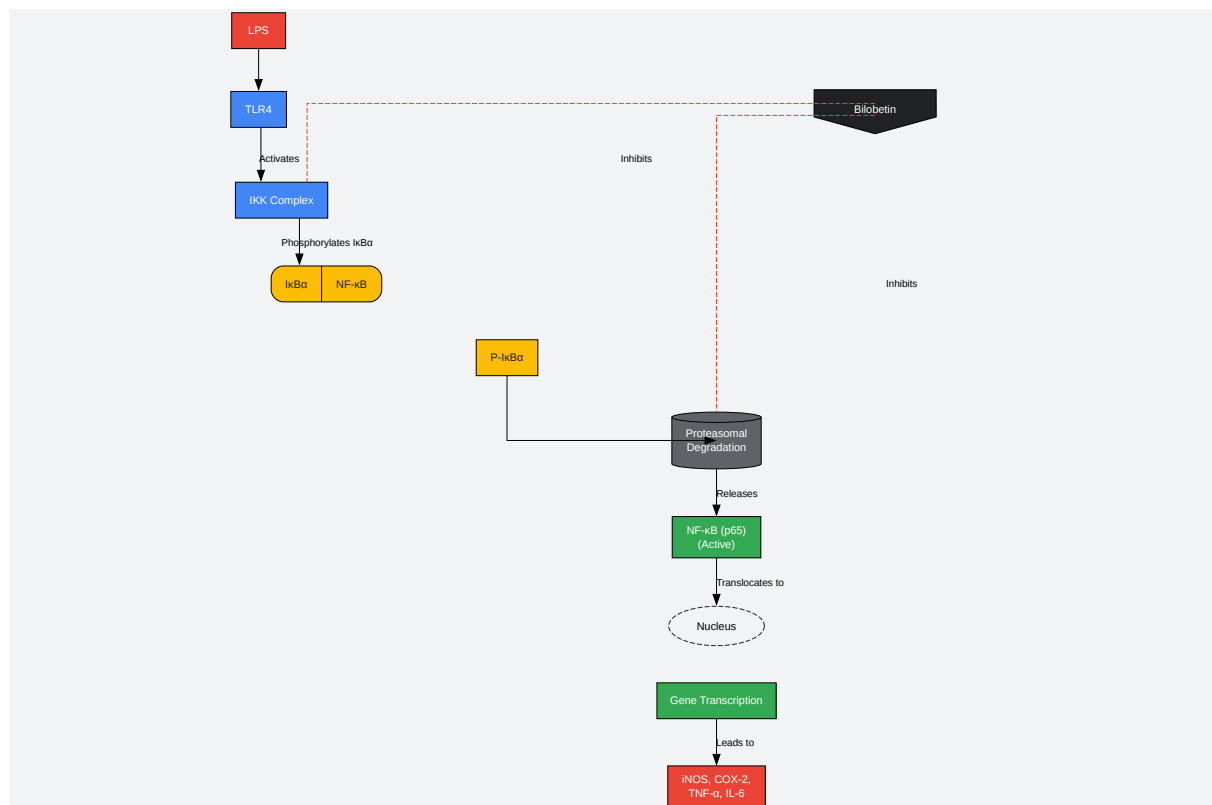 LPS
TLR4
Bilobetin
Activates
Inhibits
IKK Complex
Phosphorylates IκBα
IκBα
NF-κB
Inhibits
P-IκBα
Proteasomal
Degradation
Releases
NF-κB (p65)
(Active)
Translocates to
Nucleus
Gene Transcription
Leads to
iNOS, COX-2,
TNF-α, IL-6